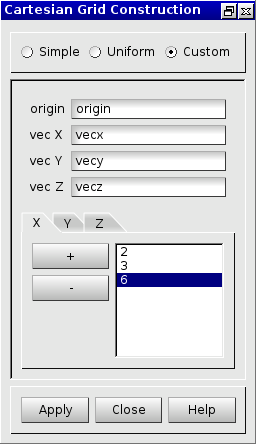 Cartesian Grid Construction
Simple Uniform Custom
origin origin
vec X vecx
vec Y vecy
vec Z vecz
X Y Z
+
-
2
3
6
Apply Close Help